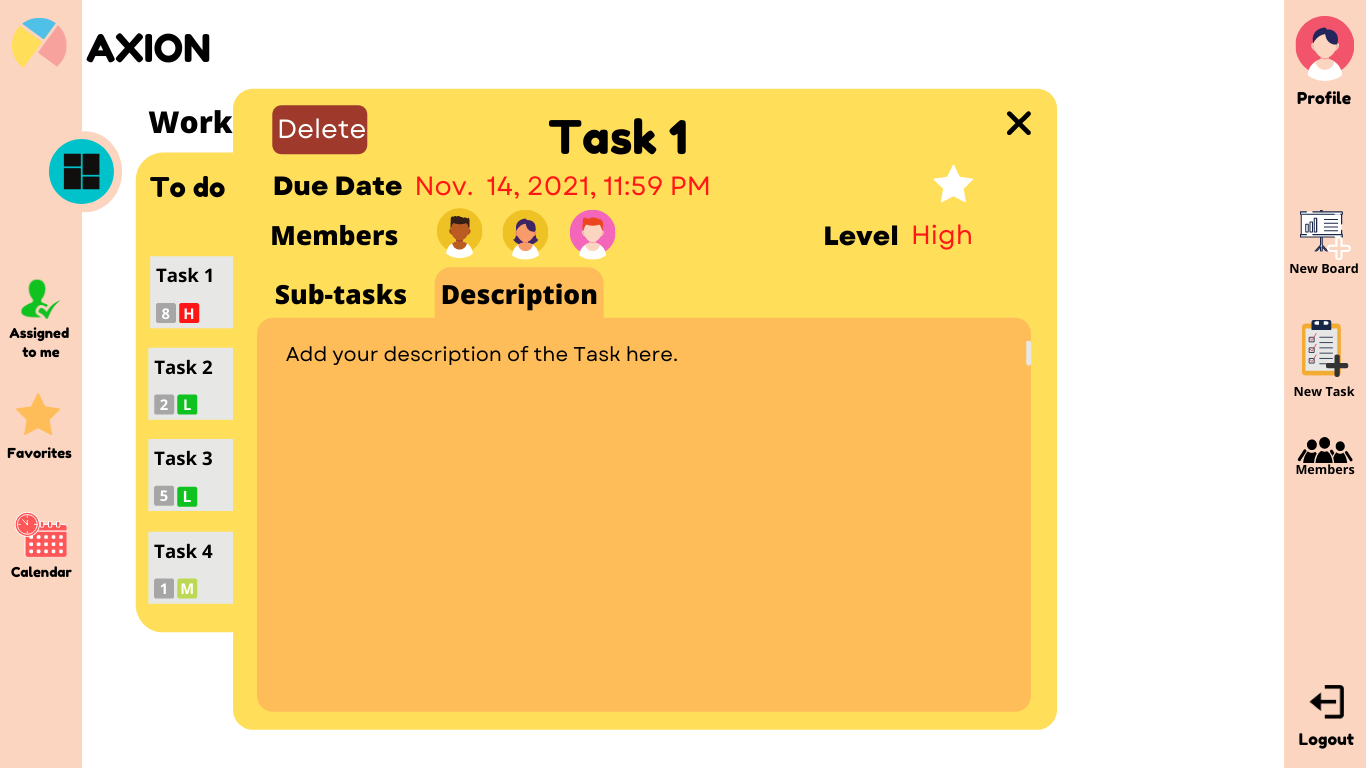 AXION
Work
To do
Task 1
8 H
Task 2
2 L
Task 3
5 L
Task 4
1 M
Assigned
to me
Favorites
Calendar
Delete
Task 1
Due Date Nov. 14, 2021, 11:59 PM
Members
Level High
Sub-tasks Description
Add your description of the Task here.
Profile
New Board
New Task
Members
Logout